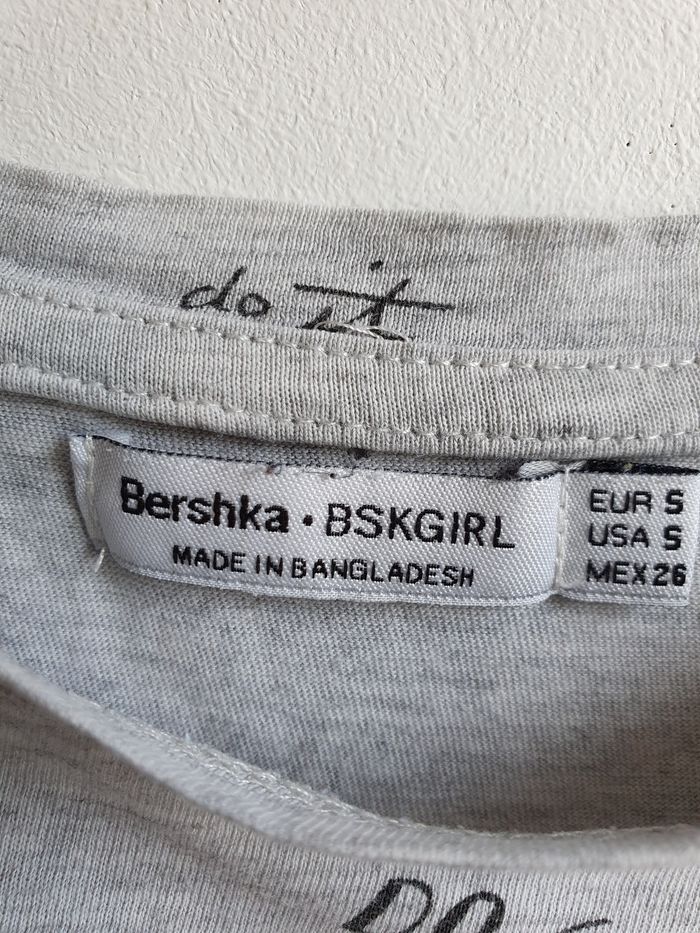 do it
Bershka • BSKGIRL
MADE IN BANGLADESH
EUR S
USA S
MEX 26